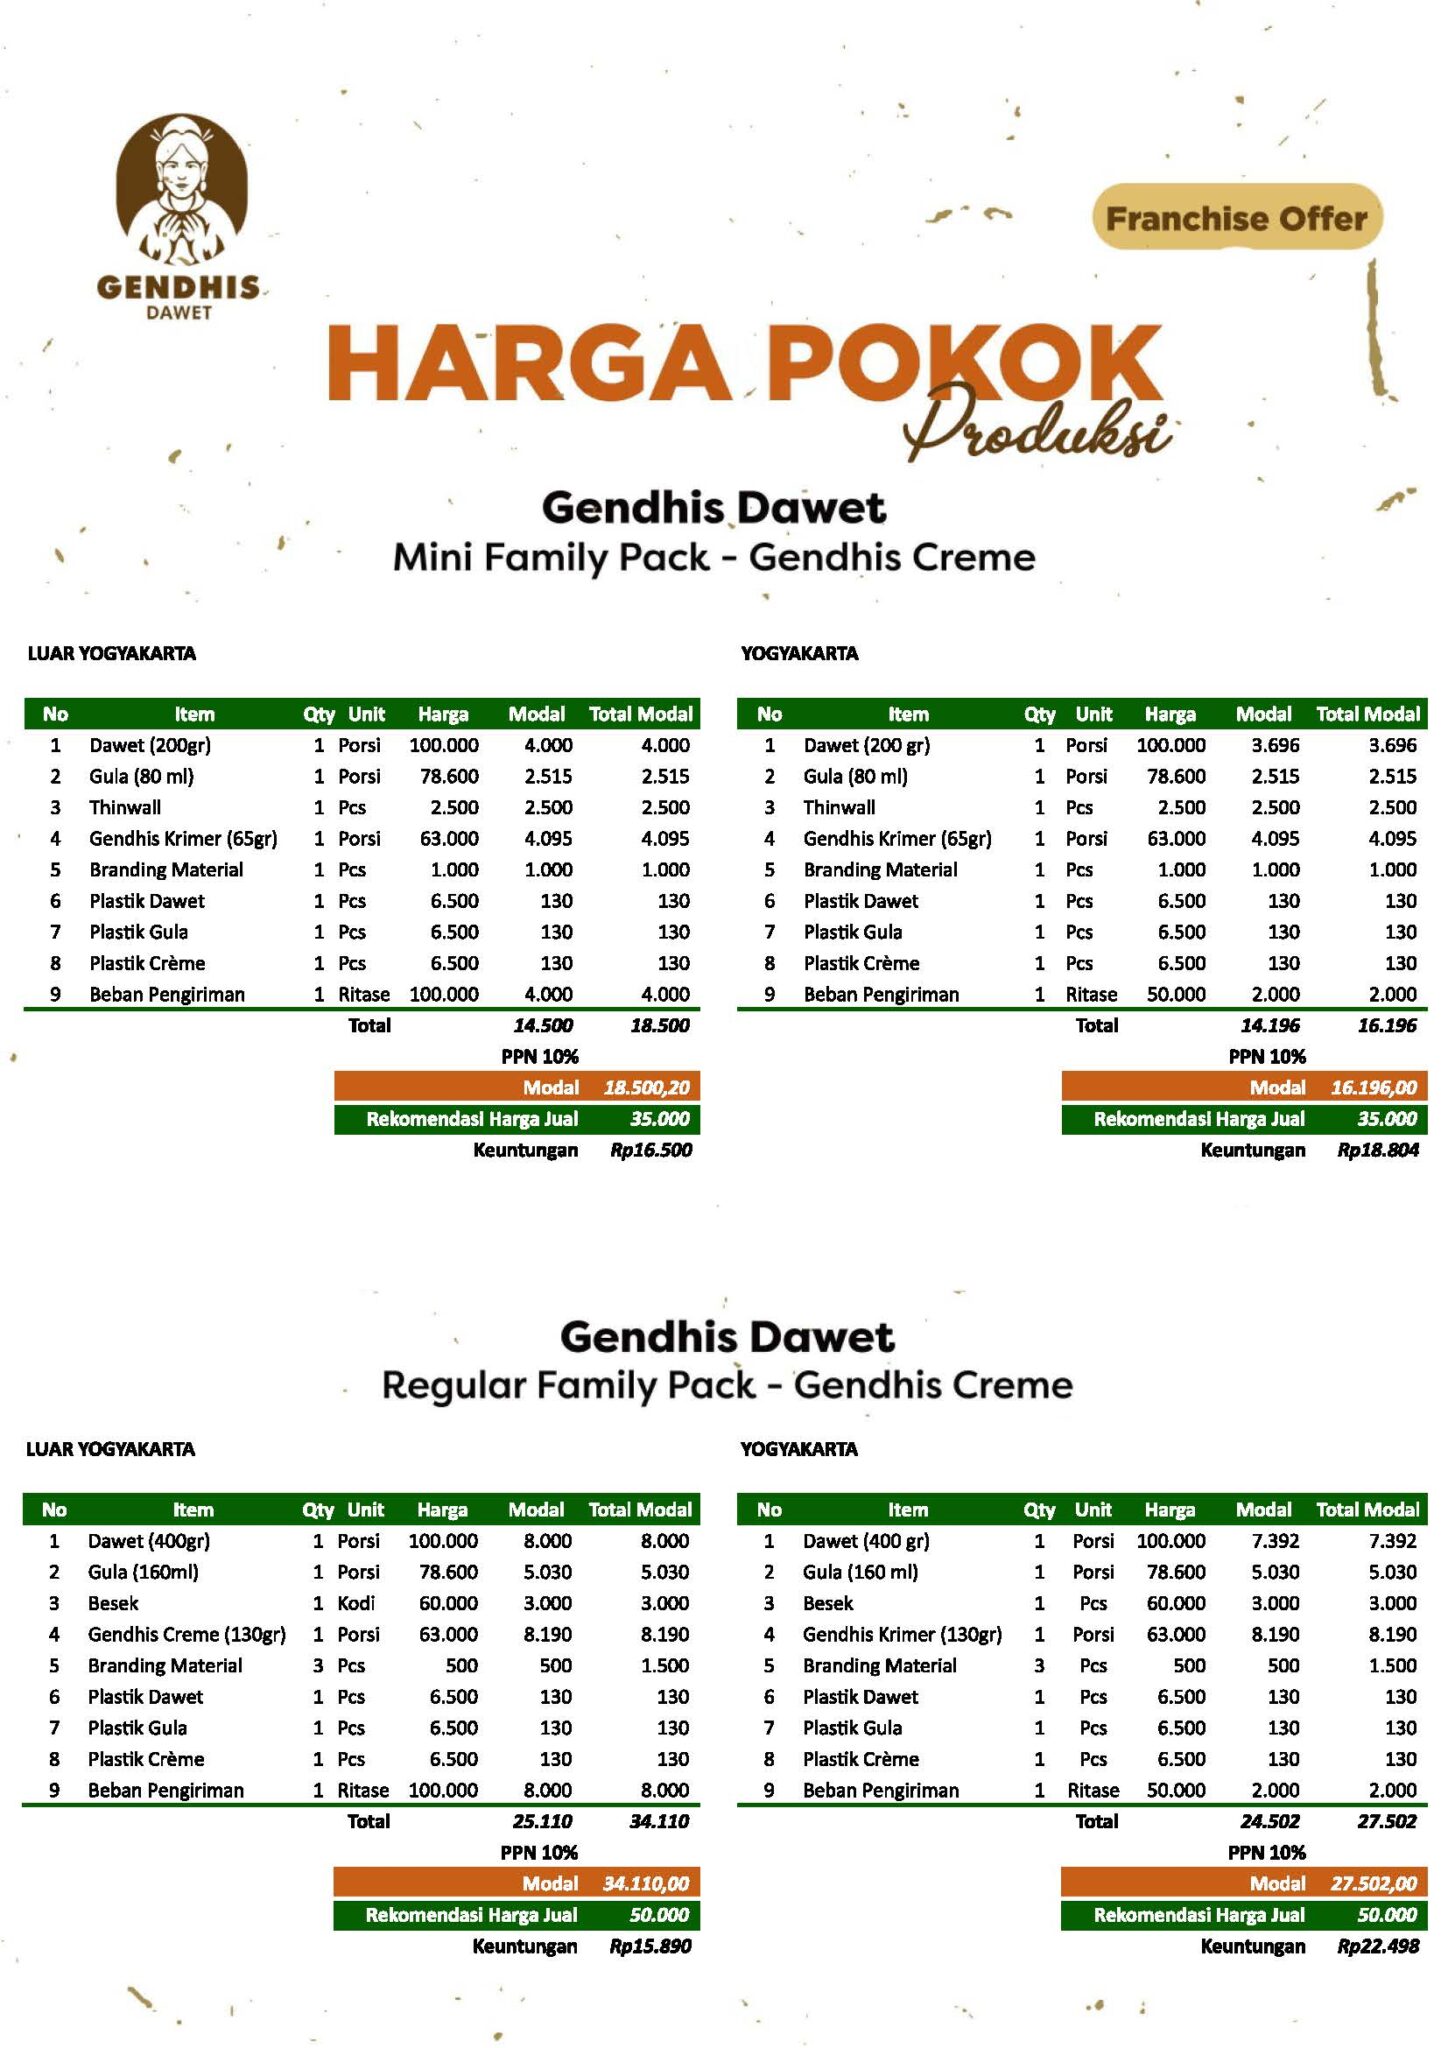 GENDHIS
DAWET
Franchise Offer
HARGA POKOK
Produksi
Gendhis Dawet
Mini Family Pack - Gendhis Creme
LUAR YOGYAKARTA
No Item Qty Unit Harga Modal Total Modal
1 Dawet (200gr) 1 Porsi 100.000 4.000 4.000
2 Gula (80 ml) 1 Porsi 78.600 2.515 2.515
3 Thinwall 1 Pcs 2.500 2.500 2.500
4 Gendhis Krimer (65gr) 1 Porsi 63.000 4.095 4.095
5 Branding Material 1 Pcs 1.000 1.000 1.000
6 Plastik Dawet 1 Pcs 6.500 130 130
7 Plastik Gula 1 Pcs 6.500 130 130
8 Plastik Crème 1 Pcs 6.500 130 130
9 Beban Pengiriman 1 Ritase 100.000 4.000 4.000
Total 14.500 18.500
PPN 10%
Modal 18.500,20
Rekomendasi Harga Jual 35.000
Keuntungan Rp16.500
YOGYAKARTA
No Item Qty Unit Harga Modal Total Modal
1 Dawet (200 gr) 1 Porsi 100.000 3.696 3.696
2 Gula (80 ml) 1 Porsi 78.600 2.515 2.515
3 Thinwall 1 Pcs 2.500 2.500 2.500
4 Gendhis Krimer (65gr) 1 Porsi 63.000 4.095 4.095
5 Branding Material 1 Pcs 1.000 1.000 1.000
6 Plastik Dawet 1 Pcs 6.500 130 130
7 Plastik Gula 1 Pcs 6.500 130 130
8 Plastik Crème 1 Pcs 6.500 130 130
9 Beban Pengiriman 1 Ritase 50.000 2.000 2.000
Total 14.196 16.196
PPN 10%
Modal 16.196,00
Rekomendasi Harga Jual 35.000
Keuntungan Rp18.804
Gendhis Dawet
Regular Family Pack - Gendhis Creme
LUAR YOGYAKARTA
No Item Qty Unit Harga Modal Total Modal
1 Dawet (400gr) 1 Porsi 100.000 8.000 8.000
2 Gula (160ml) 1 Porsi 78.600 5.030 5.030
3 Besek 1 Kodi 60.000 3.000 3.000
4 Gendhis Creme (130gr) 1 Porsi 63.000 8.190 8.190
5 Branding Material 3 Pcs 500 500 1.500
6 Plastik Dawet 1 Pcs 6.500 130 130
7 Plastik Gula 1 Pcs 6.500 130 130
8 Plastik Crème 1 Pcs 6.500 130 130
9 Beban Pengiriman 1 Ritase 100.000 8.000 8.000
Total 25.110 34.110
PPN 10%
Modal 34.110,00
Rekomendasi Harga Jual 50.000
Keuntungan Rp15.890
YOGYAKARTA
No Item Qty Unit Harga Modal Total Modal
1 Dawet (400 gr) 1 Porsi 100.000 7.392 7.392
2 Gula (160 ml) 1 Porsi 78.600 5.030 5.030
3 Besek 1 Pcs 60.000 3.000 3.000
4 Gendhis Krimer (130gr) 1 Porsi 63.000 8.190 8.190
5 Branding Material 3 Pcs 500 500 1.500
6 Plastik Dawet 1 Pcs 6.500 130 130
7 Plastik Gula 1 Pcs 6.500 130 130
8 Plastik Crème 1 Pcs 6.500 130 130
9 Beban Pengiriman 1 Ritase 50.000 2.000 2.000
Total 24.502 27.502
PPN 10%
Modal 27.502,00
Rekomendasi Harga Jual 50.000
Keuntungan Rp22.498